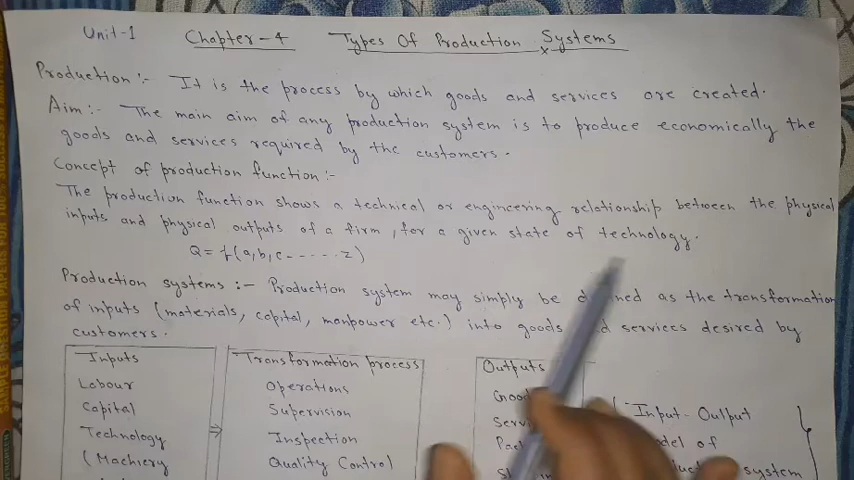 Unit-1 Chapter-4 Types Of Production Systems
Production:- It is the process by which goods and services are created.
Aim:- The main aim of any production system is to produce economically the
goods and services required by the customers.
Concept of production function:-
The production function shows a technical or engineering relationship between the physical
inputs and physical outputs of a firm, for a given state of technology.
Q = f(a,b,c-----z)
Production systems:- Production system may simply be as the transformation
of inputs (materials, capital, manpower etc.) into goods services desired by
customers.
Inputs
Labour
Capital
Technology
(Machiery
Transformation process
Operations
Supervision
Inspection
Quality Control
Outputs
Input-Output
of
system